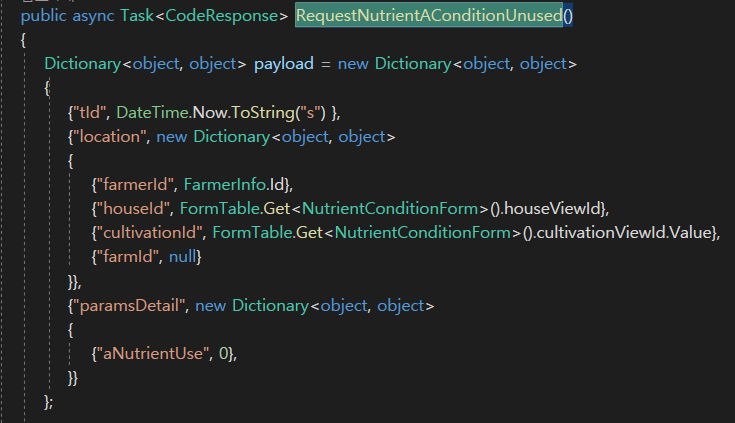 public async Task<CodeResponse> RequestNutrientAConditionUnused()
{
Dictionary<object, object> payload = new Dictionary<object, object>
{
{"tId", DateTime.Now.ToString("s") },
{"location", new Dictionary<object, object>
{
{"farmerId", FarmerInfo.Id},
{"houseId", FormTable.Get<NutrientConditionForm>().houseViewId},
{"cultivationId", FormTable.Get<NutrientConditionForm>().cultivationViewId.Value},
{"farmId", null}
}},
{"paramsDetail", new Dictionary<object, object>
{
{"aNutrientUse", 0},
}}
};